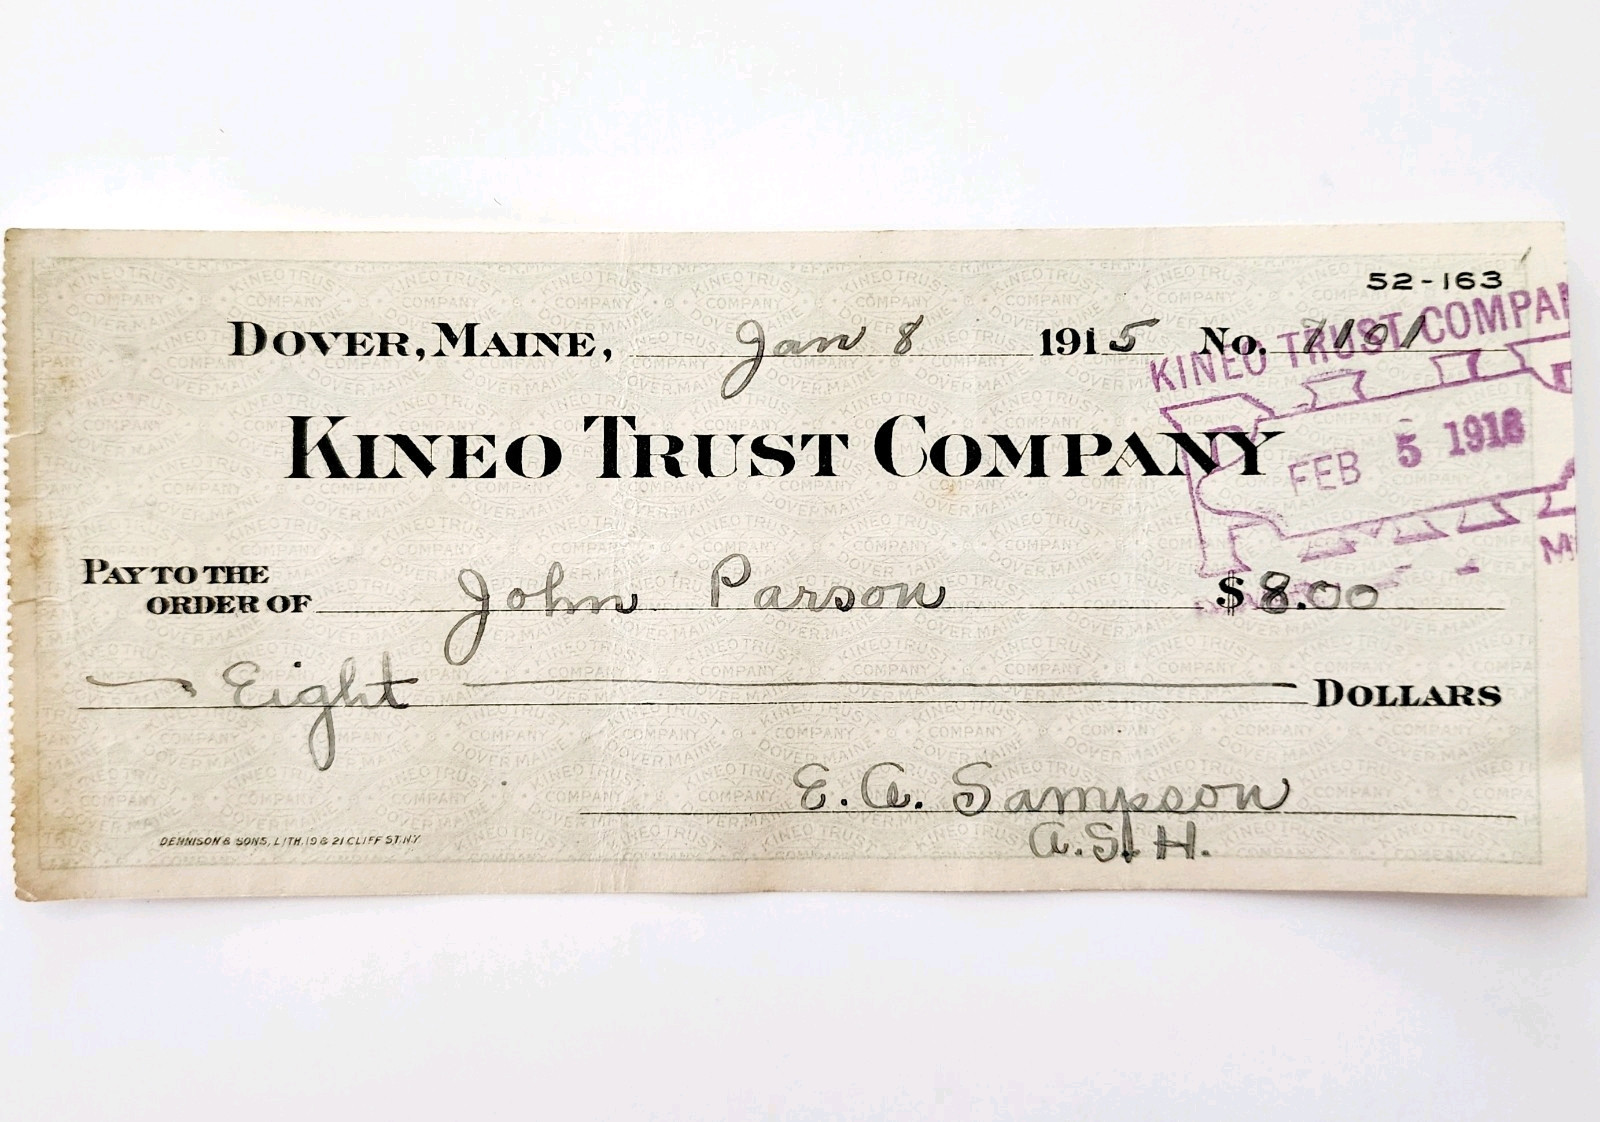 52-163
DOVER, MAINE, Jan 8 1915 No. 1101
KINEO TRUST COMPAN
KINEO TRUST COMPANY
FEB 5 1916
PAY TO THE
ORDER OF John Parson $8.00
Eight DOLLARS
E. A. Sampson
A.S.H.
DENNISON & SONS, LITH. 19 & 21 CLIFF ST. N.Y.